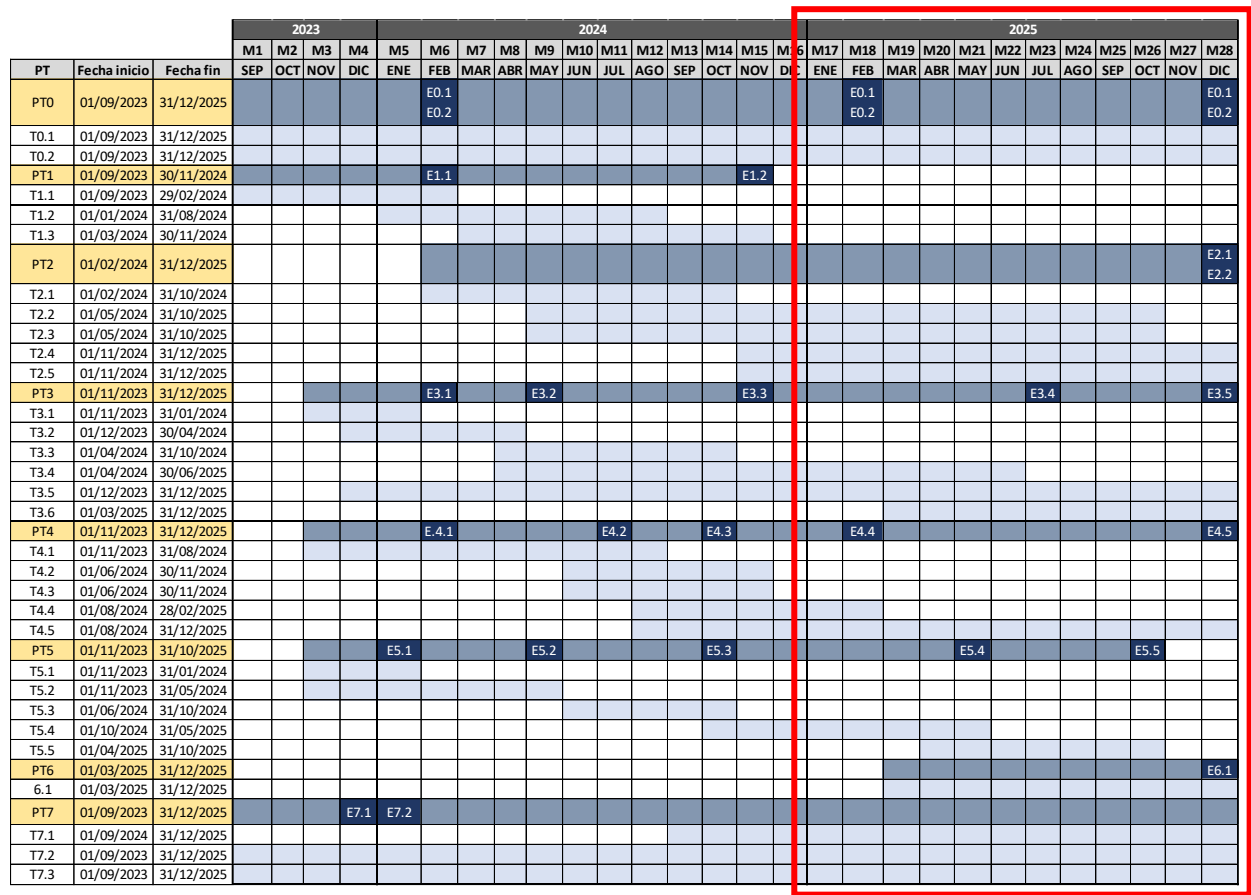 2023 2024 2025
M1 M2 M3 M4 M5 M6 M7 M8 M9 M10 M11 M12 M13 M14 M15 M16 M17 M18 M19 M20 M21 M22 M23 M24 M25 M26 M27 M28
PT Fecha inicio Fecha fin SEP OCT NOV DIC ENE FEB MAR ABR MAY JUN JUL AGO SEP OCT NOV DIC ENE FEB MAR ABR MAY JUN JUL AGO SEP OCT NOV DIC
E0.1 E0.1 E0.1
PT0 01/09/2023 31/12/2025
E0.2 E0.2 E0.2
T0.1 01/09/2023 31/12/2025
T0.2 01/09/2023 31/12/2025
PT1 01/09/2023 30/11/2024 E1.1 E1.2
T1.1 01/09/2023 29/02/2024
T1.2 01/01/2024 31/08/2024
T1.3 01/03/2024 30/11/2024
E2.1
PT2 01/02/2024 31/12/2025
E2.2
T2.1 01/02/2024 31/10/2024
T2.2 01/05/2024 31/10/2025
T2.3 01/05/2024 31/10/2025
T2.4 01/11/2024 31/12/2025
T2.5 01/11/2024 31/12/2025
PT3 01/11/2023 31/12/2025 E3.1 E3.2 E3.3 E3.4 E3.5
T3.1 01/11/2023 31/01/2024
T3.2 01/12/2023 30/04/2024
T3.3 01/04/2024 31/10/2024
T3.4 01/04/2024 30/06/2025
T3.5 01/12/2023 31/12/2025
T3.6 01/03/2025 31/12/2025
PT4 01/11/2023 31/12/2025 E.4.1 E4.2 E4.3 E4.4 E4.5
T4.1 01/11/2023 31/08/2024
T4.2 01/06/2024 30/11/2024
T4.3 01/06/2024 30/11/2024
T4.4 01/08/2024 28/02/2025
T4.5 01/08/2024 31/12/2025
PT5 01/11/2023 31/10/2025 E5.1 E5.2 E5.3 E5.4 E5.5
T5.1 01/11/2023 31/01/2024
T5.2 01/11/2023 31/05/2024
T5.3 01/06/2024 31/10/2024
T5.4 01/10/2024 31/05/2025
T5.5 01/04/2025 31/10/2025
PT6 01/03/2025 31/12/2025 E6.1
6.1 01/03/2025 31/12/2025
PT7 01/09/2023 31/12/2025 E7.1 E7.2
T7.1 01/09/2024 31/12/2025
T7.2 01/09/2023 31/12/2025
T7.3 01/09/2023 31/12/2025